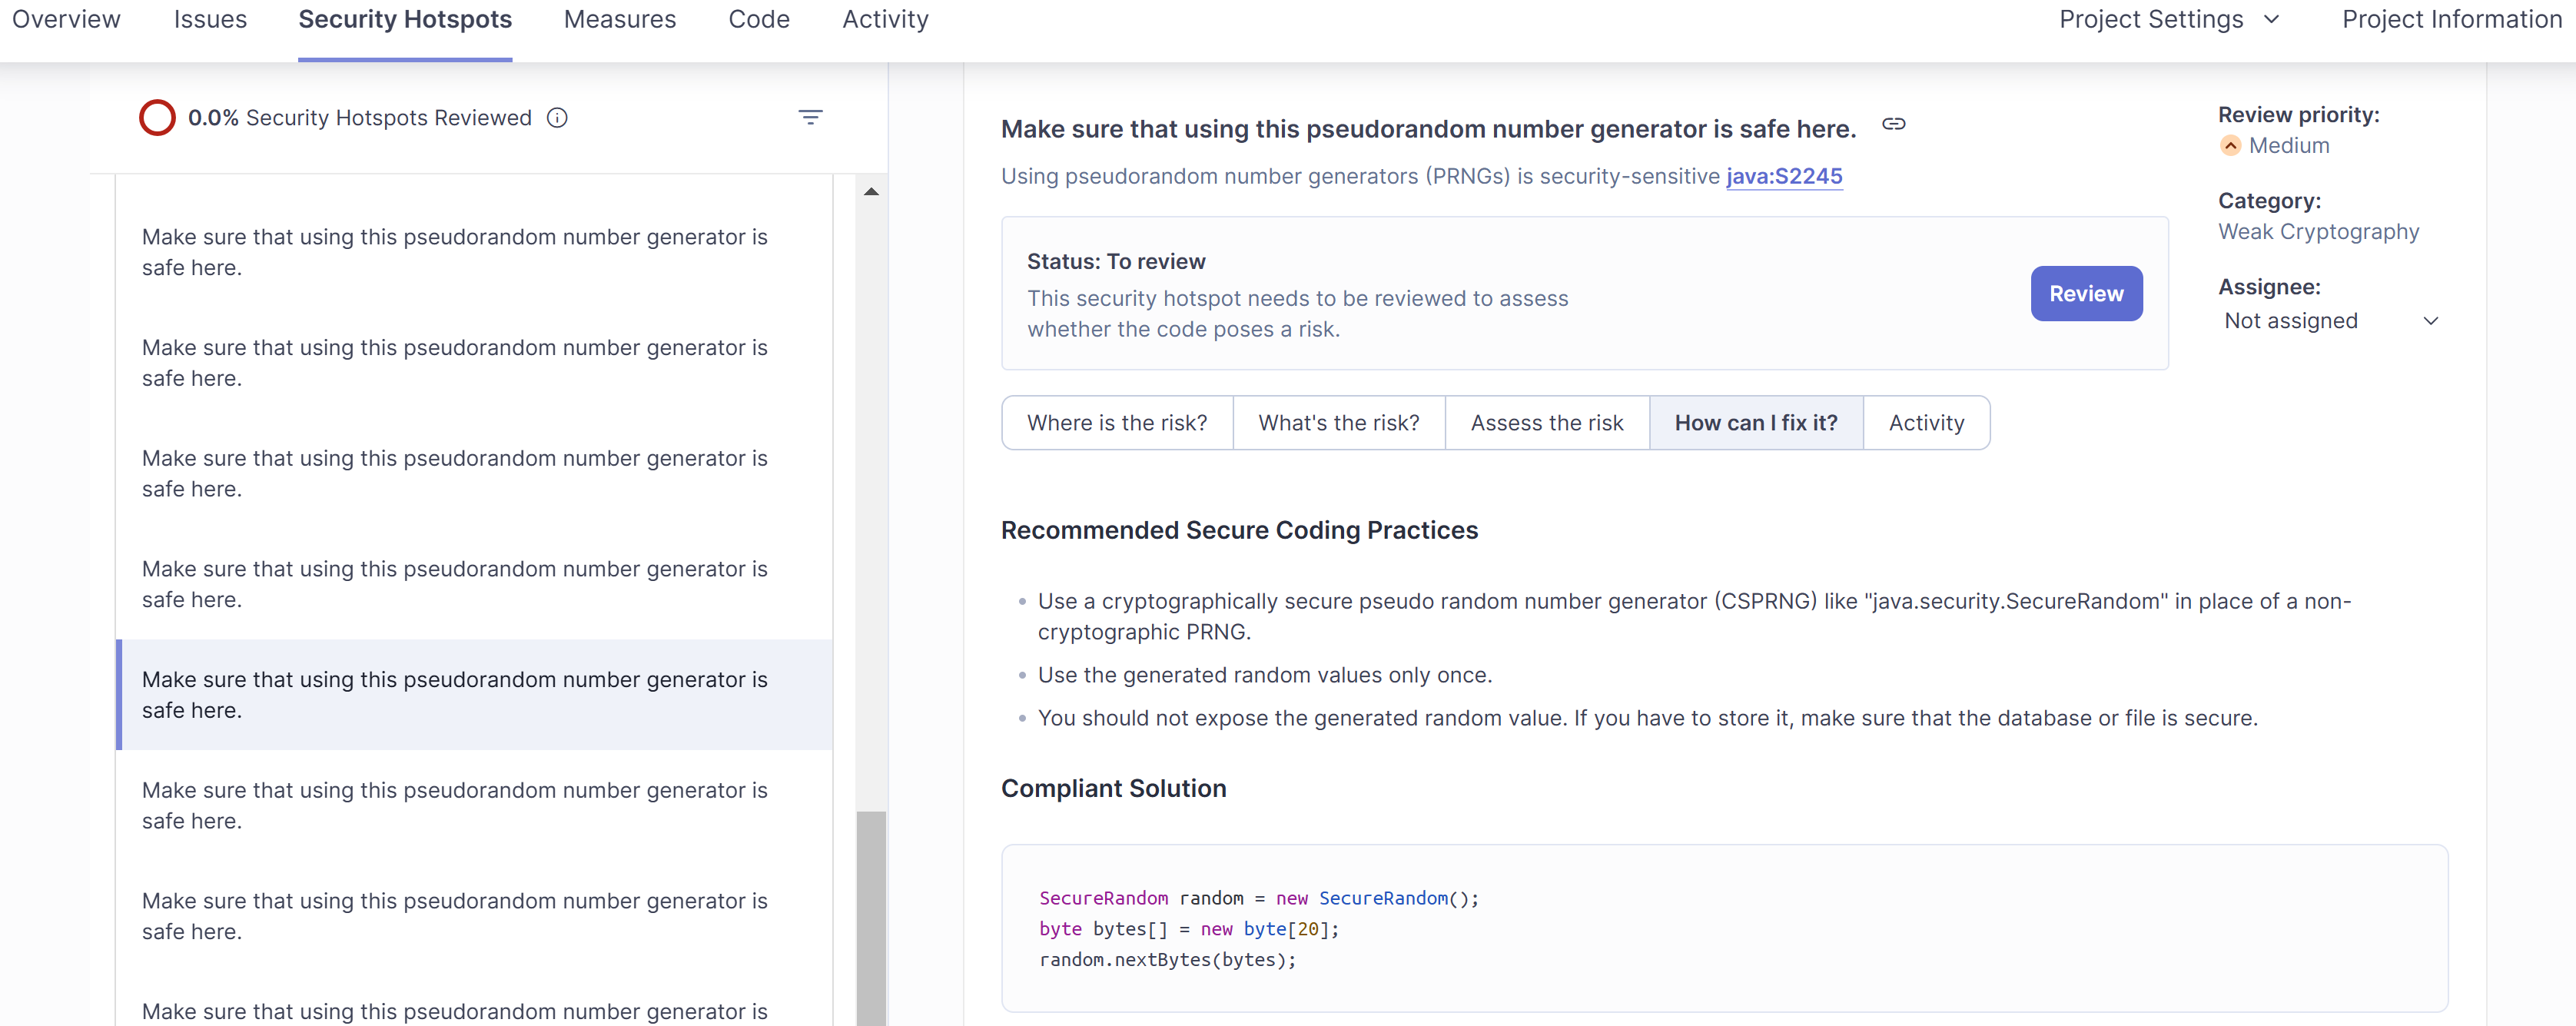 Overview Issues Security Hotspots Measures Code Activity Project Settings Project Information
0.0% Security Hotspots Reviewed
Make sure that using this pseudorandom number generator is
safe here.
Make sure that using this pseudorandom number generator is
safe here.
Make sure that using this pseudorandom number generator is
safe here.
Make sure that using this pseudorandom number generator is
safe here.
Make sure that using this pseudorandom number generator is
safe here.
Make sure that using this pseudorandom number generator is
safe here.
Make sure that using this pseudorandom number generator is
safe here.
Make sure that using this pseudorandom number generator is
Make sure that using this pseudorandom number generator is safe here.
Using pseudorandom number generators (PRNGs) is security-sensitive java:S2245
Status: To review
This security hotspot needs to be reviewed to assess
whether the code poses a risk.
Review
Review priority:
Medium
Category:
Weak Cryptography
Assignee:
Not assigned
Where is the risk? What's the risk? Assess the risk How can I fix it? Activity
Recommended Secure Coding Practices
• Use a cryptographically secure pseudo random number generator (CSPRNG) like "java.security.SecureRandom" in place of a non-
cryptographic PRNG.
• Use the generated random values only once.
• You should not expose the generated random value. If you have to store it, make sure that the database or file is secure.
Compliant Solution
SecureRandom random = new SecureRandom();
byte bytes[] = new byte[20];
random.nextBytes(bytes);